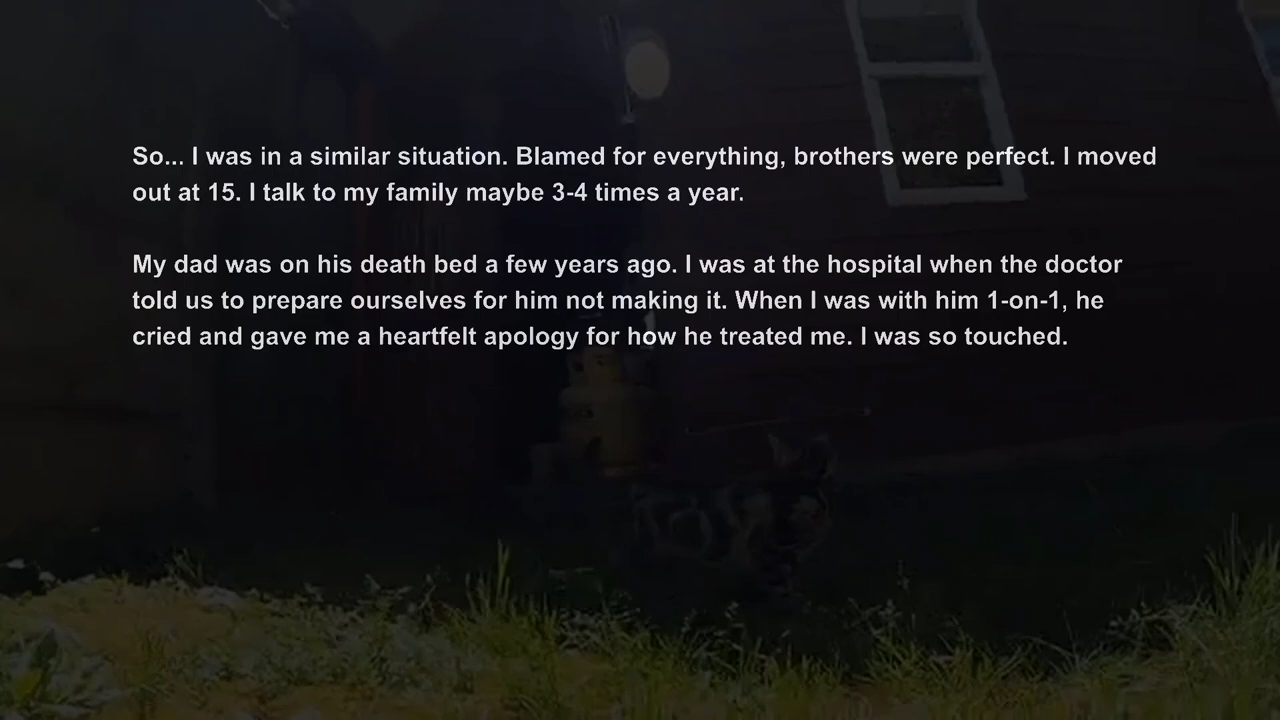 So... I was in a similar situation. Blamed for everything, brothers were perfect. I moved
out at 15. I talk to my family maybe 3-4 times a year.
My dad was on his death bed a few years ago. I was at the hospital when the doctor
told us to prepare ourselves for him not making it. When I was with him 1-on-1, he
cried and gave me a heartfelt apology for how he treated me. I was so touched.